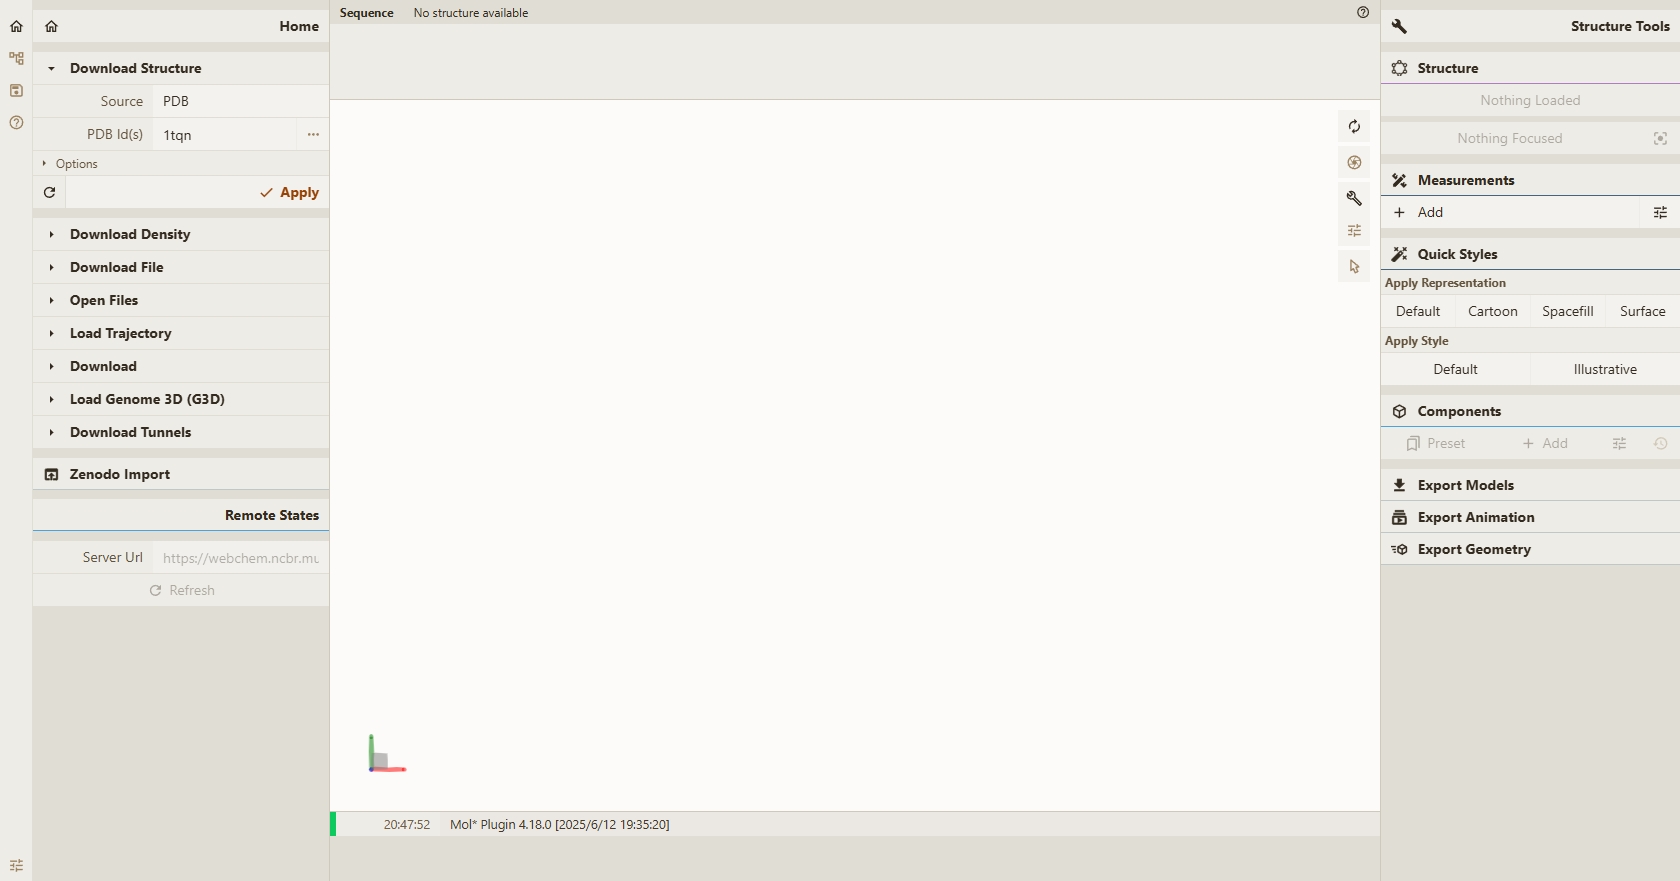 Home
Download Structure
Source PDB
PDB Id(s) 1tqn
Options
Apply
Download Density
Download File
Open Files
Load Trajectory
Download
Load Genome 3D (G3D)
Download Tunnels
Zenodo Import
Remote States
Server Url https://webchem.ncbr.mu
Refresh
Sequence No structure available
20:47:52 Mol* Plugin 4.18.0 [2025/6/12 19:35:20]
Structure Tools
Structure
Nothing Loaded
Nothing Focused
Measurements
Add
Quick Styles
Apply Representation
Default Cartoon Spacefill Surface
Apply Style
Default Illustrative
Components
Preset Add
Export Models
Export Animation
Export Geometry